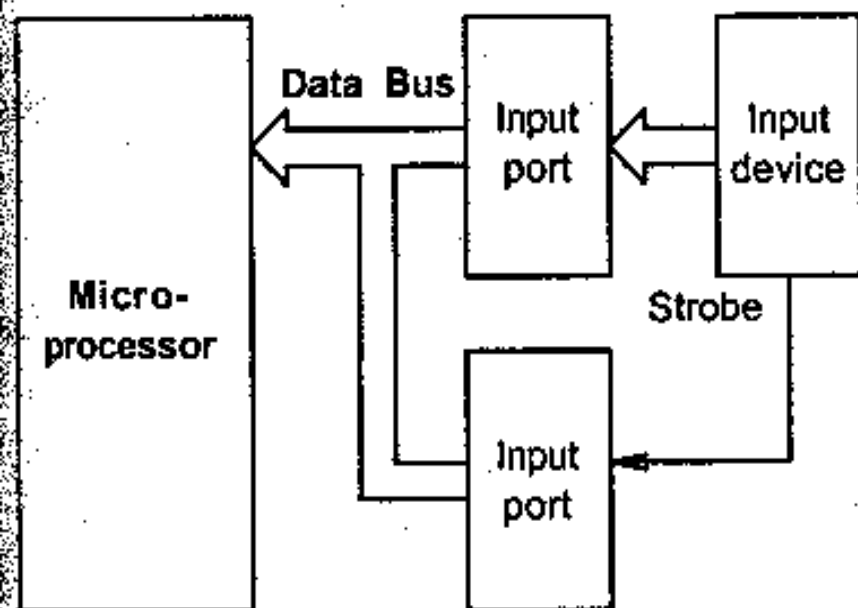 Data Bus
Input
port
Input
device
Micro-
processor
Strobe
Input
port